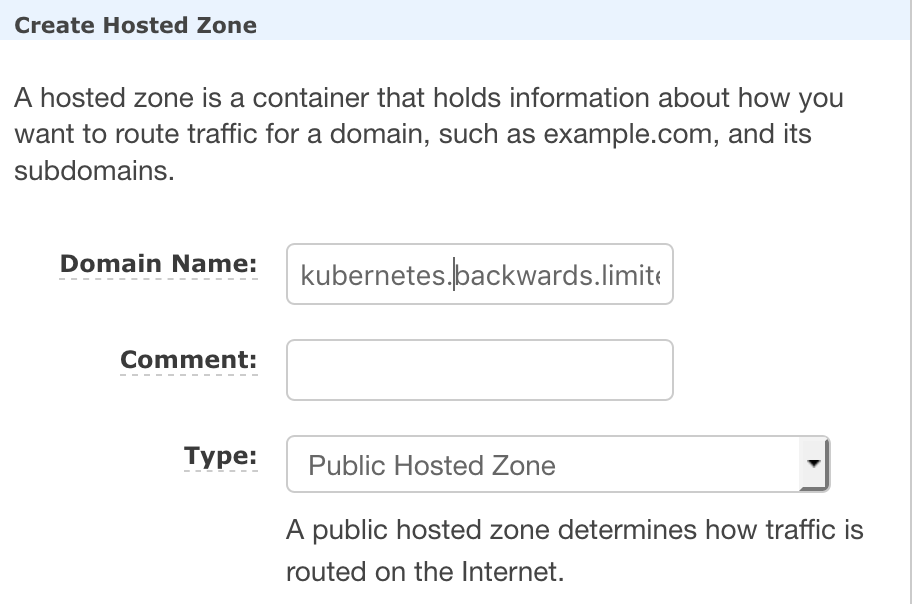 Create Hosted Zone
A hosted zone is a container that holds information about how you
want to route traffic for a domain, such as example.com, and its
subdomains.
Domain Name: kubernetes.backwards.limite
Comment:
Type: Public Hosted Zone
A public hosted zone determines how traffic is
routed on the Internet.